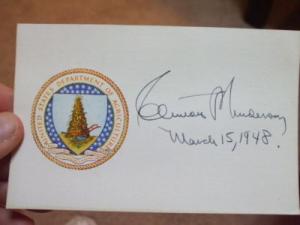 UNITED STATES DEPARTMENT OF AGRICULTURE
Clinton P Anderson
March 15, 1948.